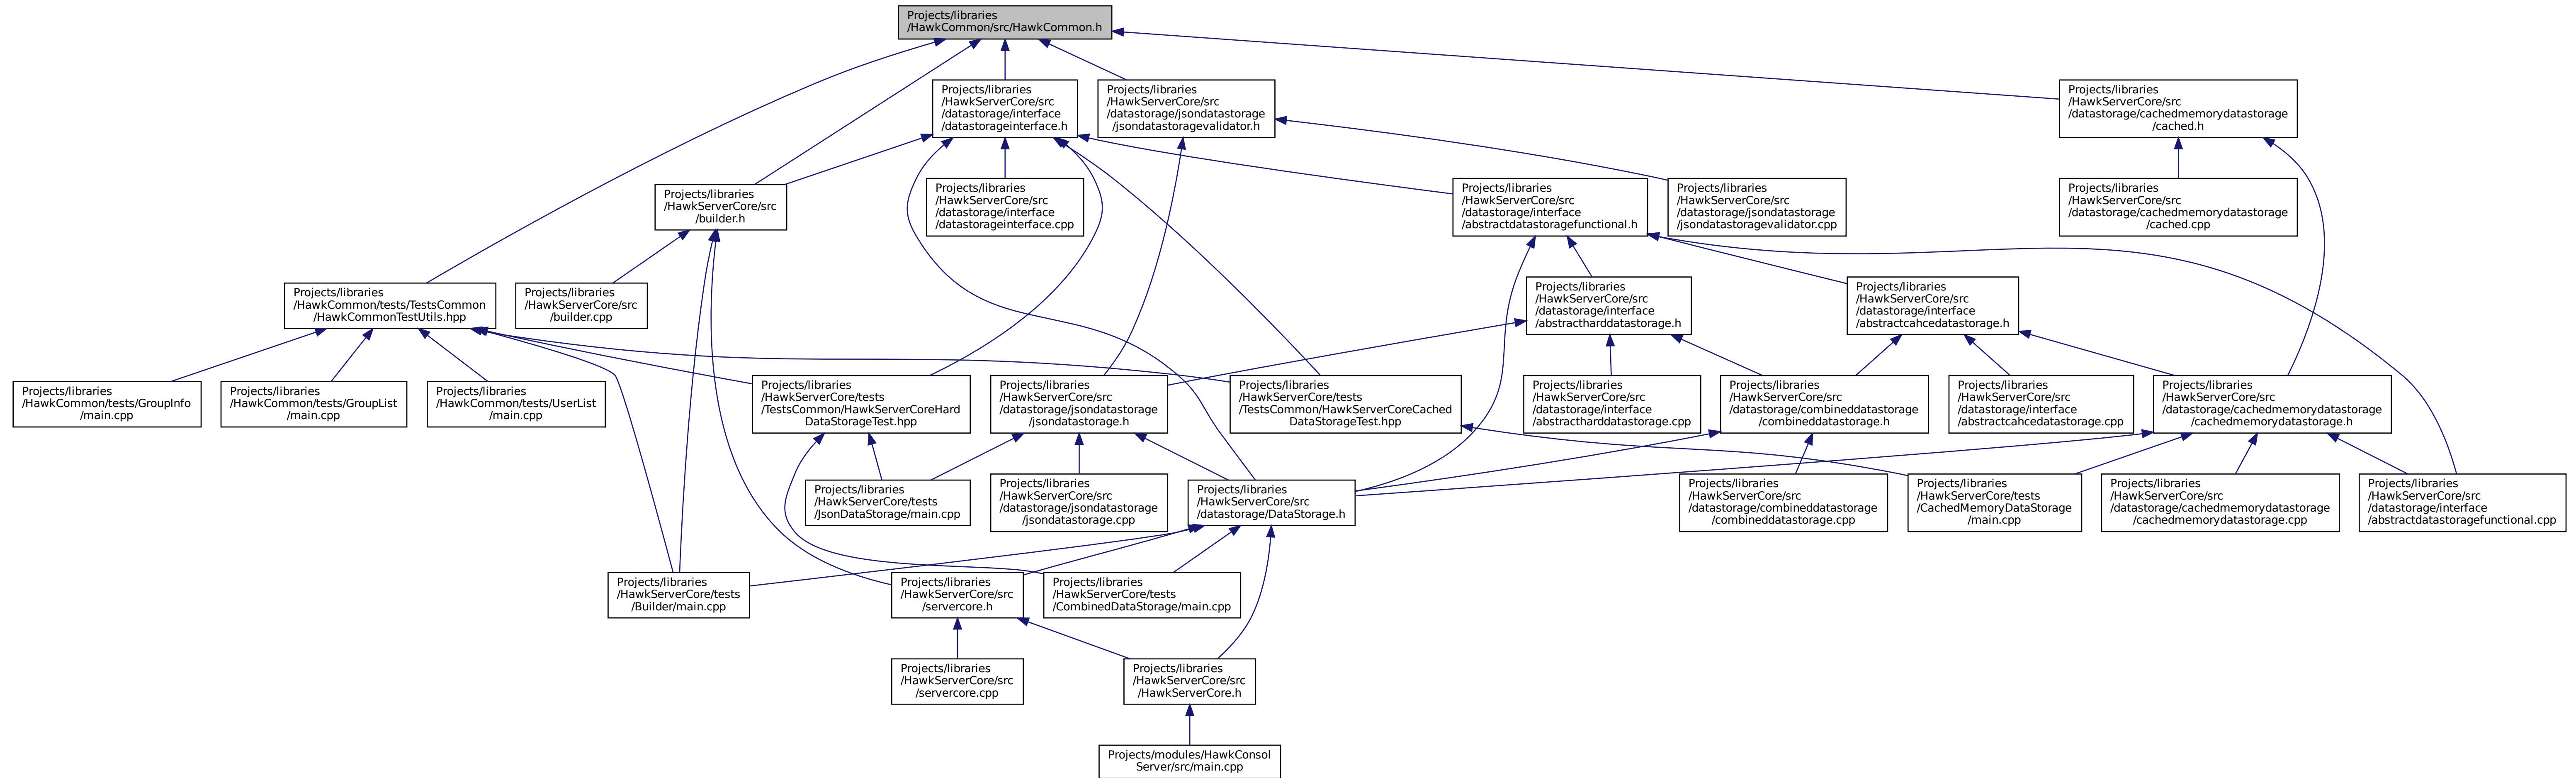 Projects/libraries
/HawkCommon/src/HawkCommon.h
Projects/libraries
/HawkServerCore/src
/datastorage/interface
/datastorageinterface.h
Projects/libraries
/HawkServerCore/src
/datastorage/jsondatastorage
/jsondatastoragevalidator.h
Projects/libraries
/HawkServerCore/src
/datastorage/cachedmemorydatastorage
/cached.h
Projects/libraries
/HawkServerCore/src
/builder.h
Projects/libraries
/HawkServerCore/src
/datastorage/interface
/datastorageinterface.cpp
Projects/libraries
/HawkServerCore/src
/datastorage/interface
/abstractdatastoragefunctional.h
Projects/libraries
/HawkServerCore/src
/datastorage/jsondatastorage
/jsondatastoragevalidator.cpp
Projects/libraries
/HawkServerCore/src
/datastorage/cachedmemorydatastorage
/cached.cpp
Projects/libraries
/HawkCommon/tests/TestsCommon
/HawkCommonTestUtils.hpp
Projects/libraries
/HawkServerCore/src
/builder.cpp
Projects/libraries
/HawkServerCore/src
/datastorage/interface
/abstractharddatastorage.h
Projects/libraries
/HawkServerCore/src
/datastorage/interface
/abstractcahcedatastorage.h
Projects/libraries
/HawkCommon/tests/GroupInfo
/main.cpp
Projects/libraries
/HawkCommon/tests/GroupList
/main.cpp
Projects/libraries
/HawkCommon/tests/UserList
/main.cpp
Projects/libraries
/HawkServerCore/tests
/TestsCommon/HawkServerCoreHard
DataStorageTest.hpp
Projects/libraries
/HawkServerCore/src
/datastorage/jsondatastorage
/jsondatastorage.h
Projects/libraries
/HawkServerCore/tests
/TestsCommon/HawkServerCoreCached
DataStorageTest.hpp
Projects/libraries
/HawkServerCore/src
/datastorage/interface
/abstractharddatastorage.cpp
Projects/libraries
/HawkServerCore/src
/datastorage/combineddatastorage
/combineddatastorage.h
Projects/libraries
/HawkServerCore/src
/datastorage/interface
/abstractcahcedatastorage.cpp
Projects/libraries
/HawkServerCore/src
/datastorage/cachedmemorydatastorage
/cachedmemorydatastorage.h
Projects/libraries
/HawkServerCore/tests
/JsonDataStorage/main.cpp
Projects/libraries
/HawkServerCore/src
/datastorage/jsondatastorage
/jsondatastorage.cpp
Projects/libraries
/HawkServerCore/src
/datastorage/DataStorage.h
Projects/libraries
/HawkServerCore/src
/datastorage/combineddatastorage
/combineddatastorage.cpp
Projects/libraries
/HawkServerCore/tests
/CachedMemoryDataStorage
/main.cpp
Projects/libraries
/HawkServerCore/src
/datastorage/cachedmemorydatastorage
/cachedmemorydatastorage.cpp
Projects/libraries
/HawkServerCore/src
/datastorage/interface
/abstractdatastoragefunctional.cpp
Projects/libraries
/HawkServerCore/tests
/Builder/main.cpp
Projects/libraries
/HawkServerCore/src
/servercore.h
Projects/libraries
/HawkServerCore/tests
/CombinedDataStorage/main.cpp
Projects/libraries
/HawkServerCore/src
/servercore.cpp
Projects/libraries
/HawkServerCore/src
/HawkServerCore.h
Projects/modules/HawkConsol
Server/src/main.cpp